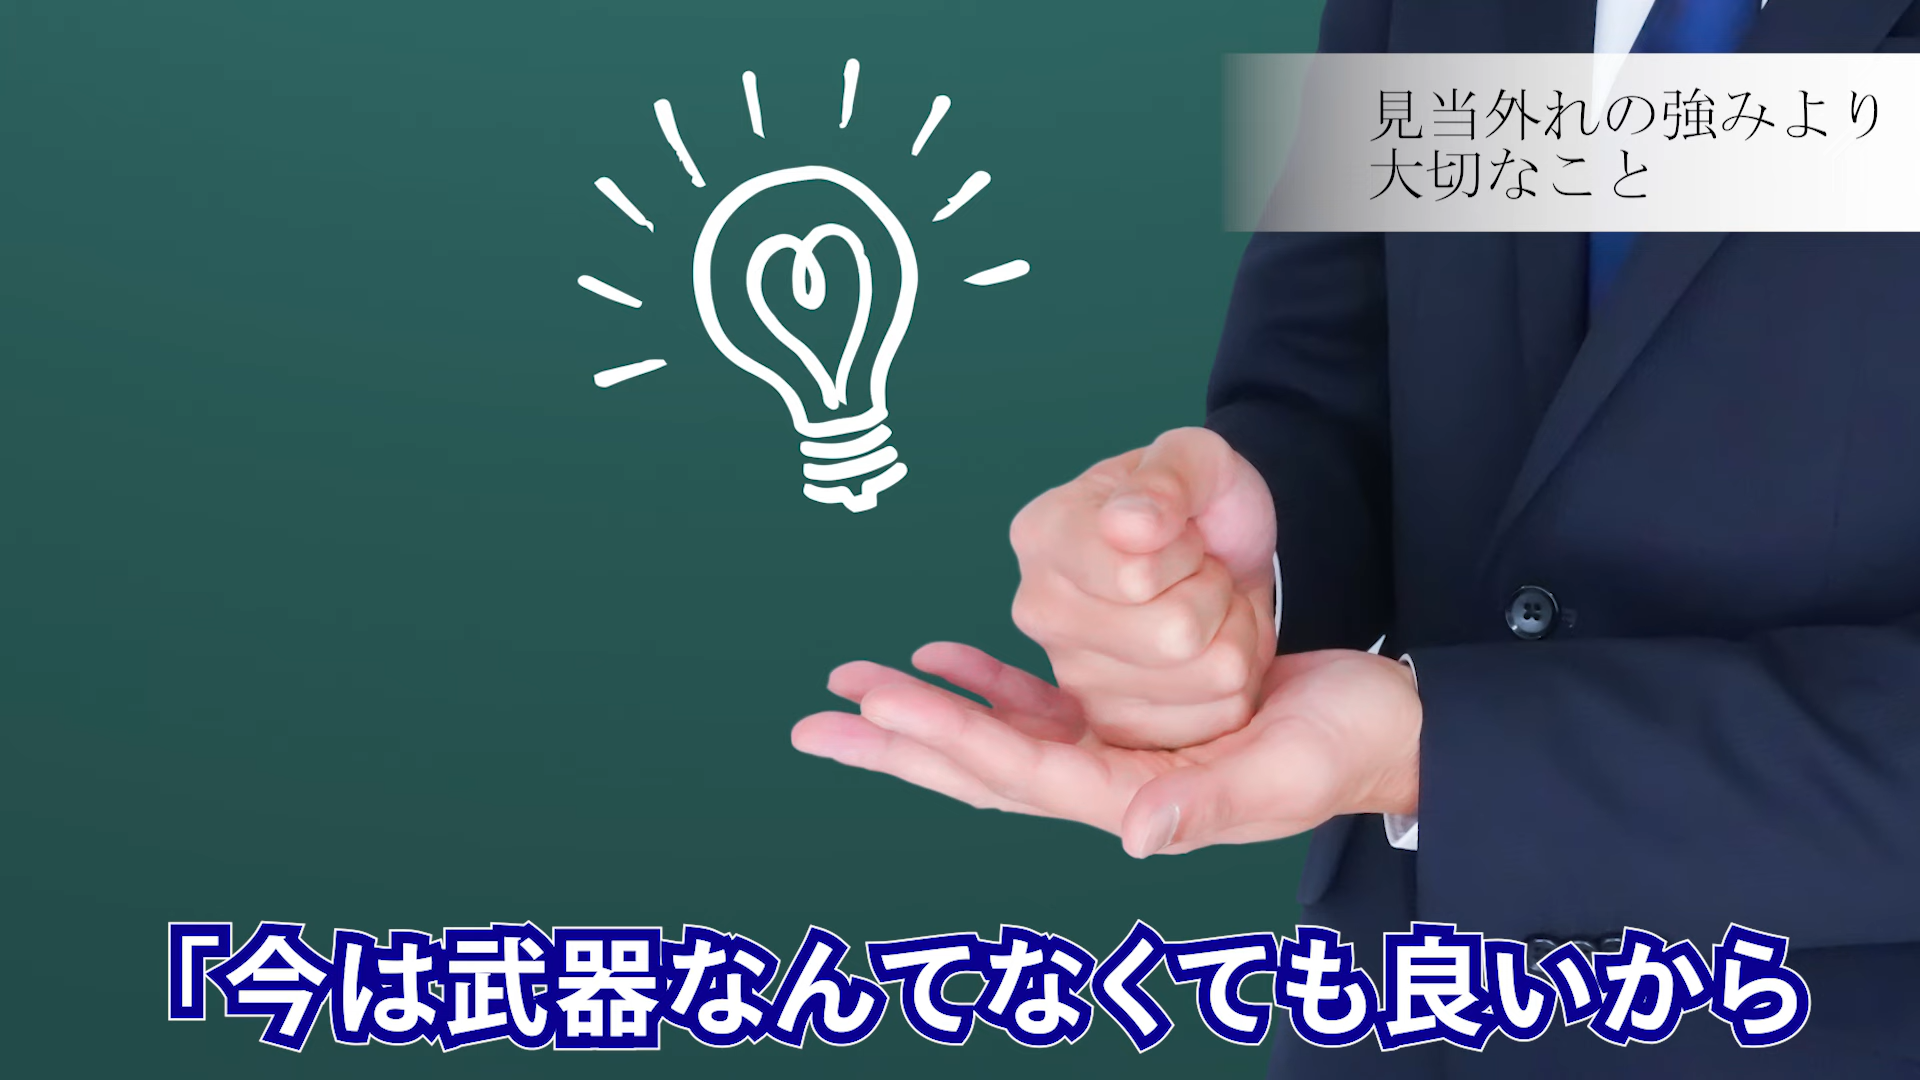 見当外れの強みより
大切なこと
「今は武器なんてなくても良いから